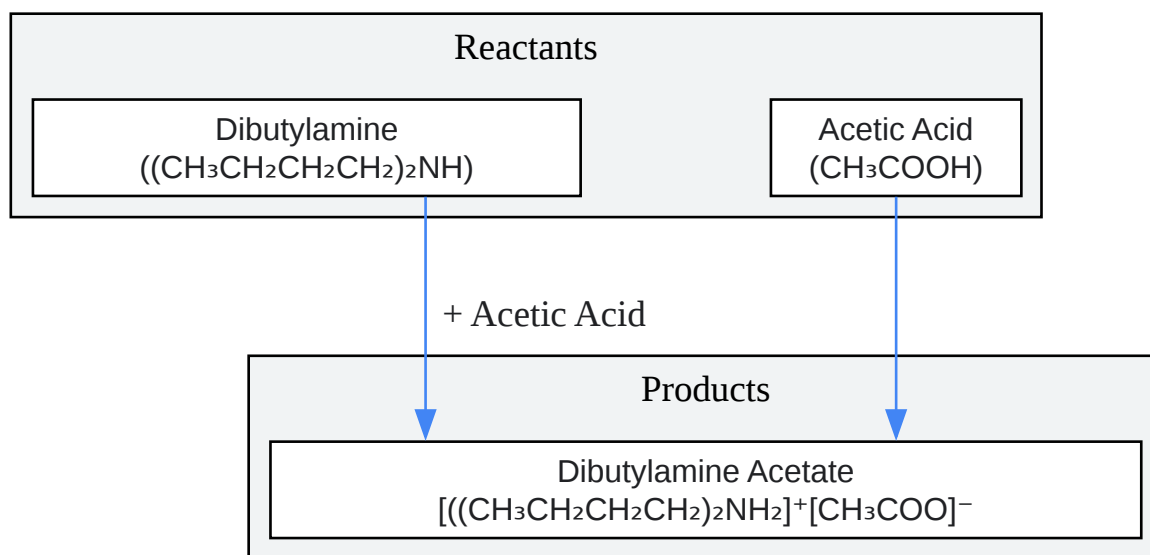 Reactants
Dibutylamine
((CH₃CH₂CH₂CH₂)₂NH)
Acetic Acid
(CH₃COOH)
+ Acetic Acid
Products
Dibutylamine Acetate
[((CH₃CH₂CH₂CH₂)₂NH₂]⁺[CH₃COO]⁻